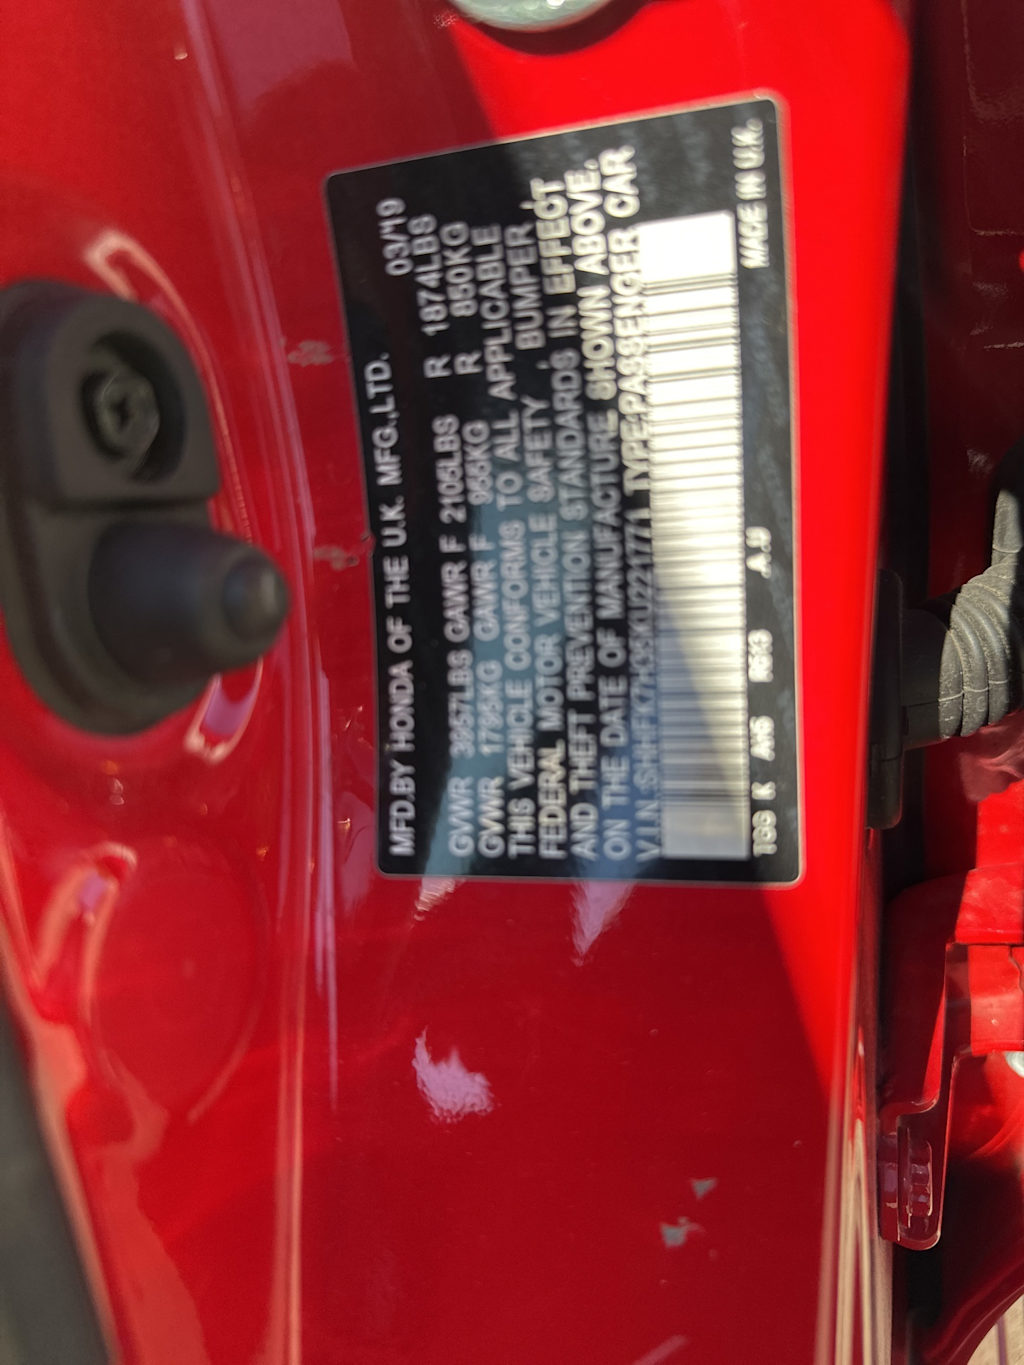 MFD.BY HONDA OF THE U.K. MFG.,LTD. 03/19
GVWR 3957LBS GAWR F 2105LBS R 1874LBS
GVWR 1795KG GAWR F 955KG R 850KG
THIS VEHICLE CONFORMS TO ALL APPLICABLE
FEDERAL MOTOR VEHICLE SAFETY, BUMPER,
AND THEFT PREVENTION STANDARDS IN EFFECT
ON THE DATE OF MANUFACTURE SHOWN ABOVE.
V.I.N.: TYPE:PASSENGER CAR
TGG K MADE IN U.K.